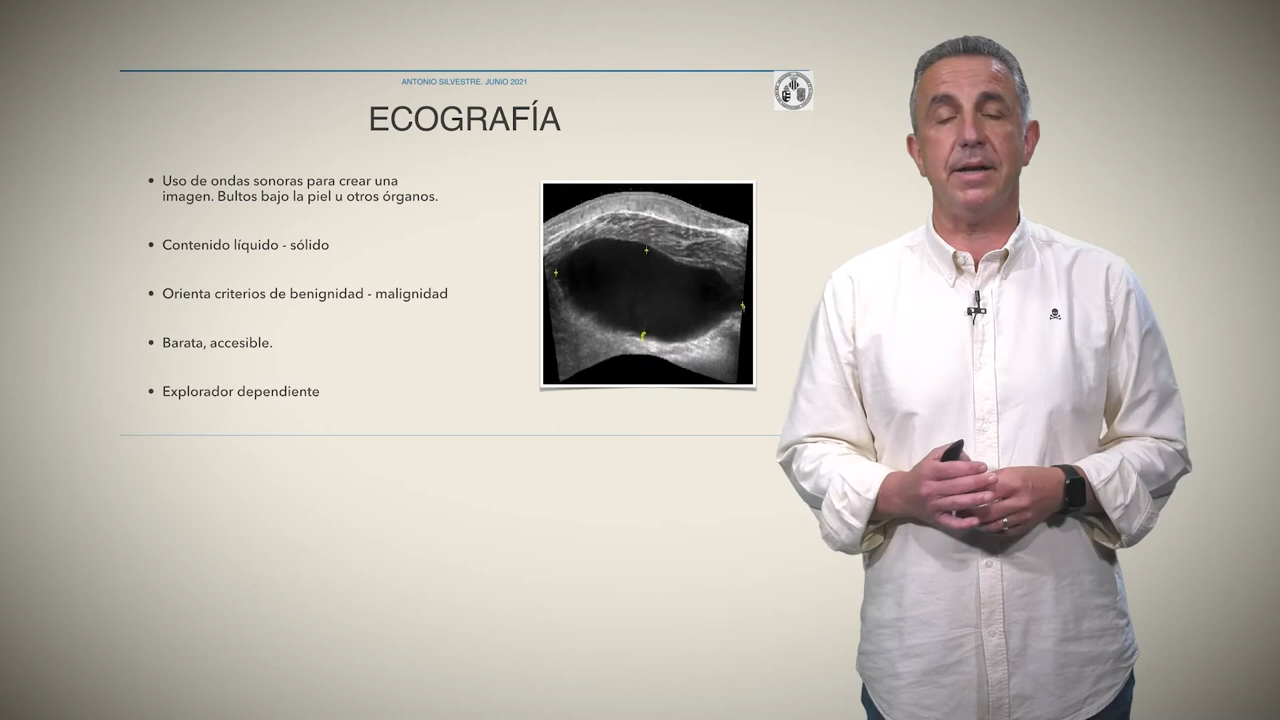 ANTONIO SILVESTRE. JUNIO 2021
ECOGRAFÍA
• Uso de ondas sonoras para crear una
imagen. Bultos bajo la piel u otros órganos.
• Contenido líquido - sólido
• Orienta criterios de benignidad - malignidad
• Barata, accesible.
• Explorador dependiente